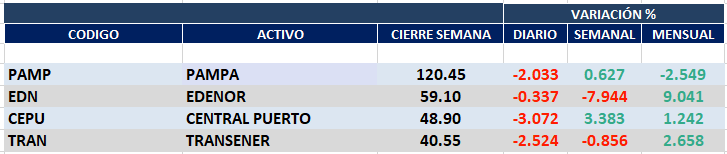 VARIACIÓN %
CODIGO ACTIVO CIERRE SEMANA DIARIO SEMANAL MENSUAL
PAMP PAMPA 120.45 -2.033 0.627 -2.549
EDN EDENOR 59.10 -0.337 -7.944 9.041
CEPU CENTRAL PUERTO 48.90 -3.072 3.383 1.242
TRAN TRANSENER 40.55 -2.524 -0.856 2.658